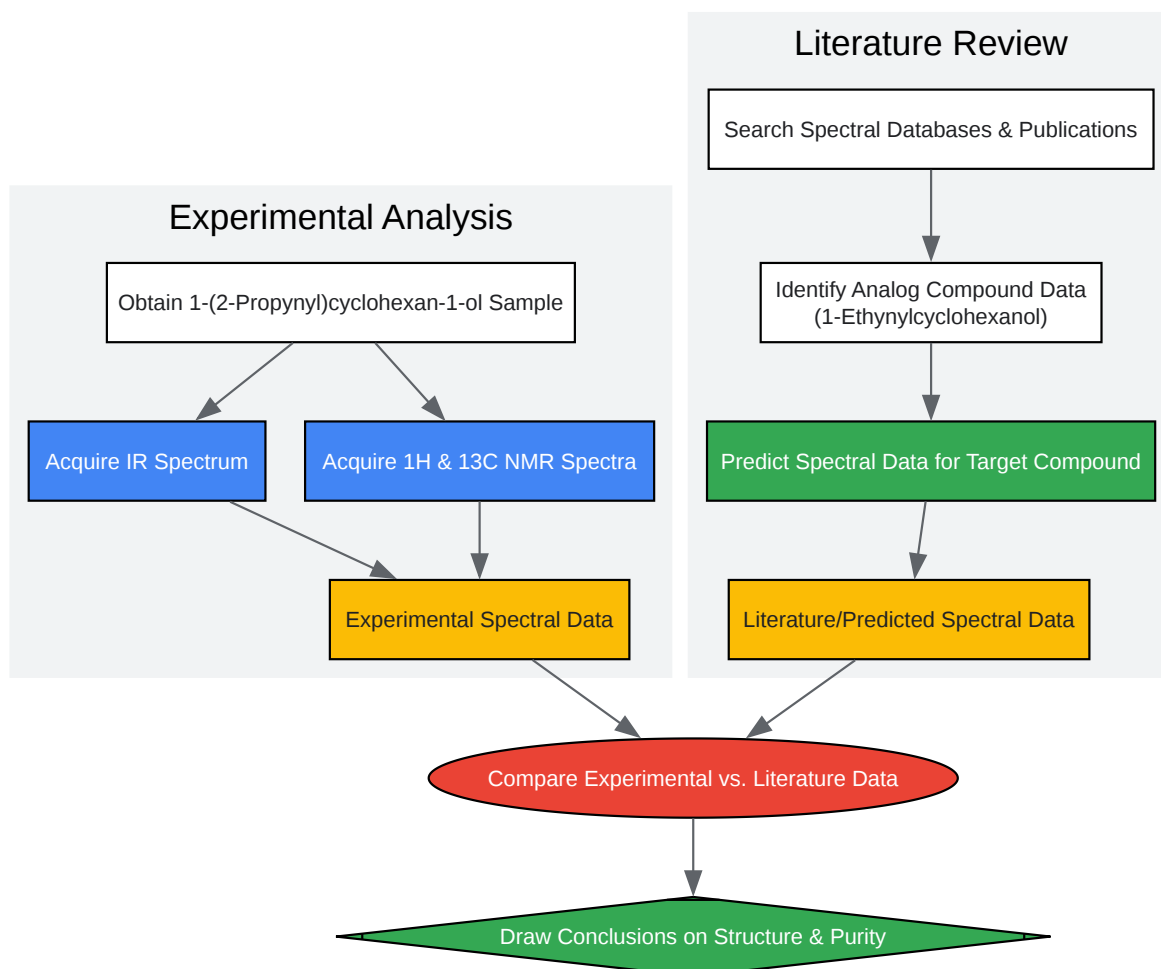 Literature Review
Search Spectral Databases & Publications
Experimental Analysis
Obtain 1-(2-Propynyl)cyclohexan-1-ol Sample
Identify Analog Compound Data
(1-Ethynylcyclohexanol)
Acquire IR Spectrum
Acquire 1H & 13C NMR Spectra
Predict Spectral Data for Target Compound
Experimental Spectral Data
Literature/Predicted Spectral Data
Compare Experimental vs. Literature Data
Draw Conclusions on Structure & Purity